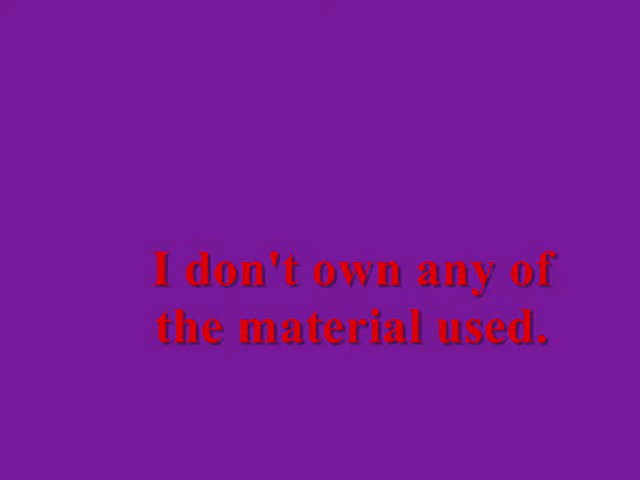 I don't own any of
the material used.